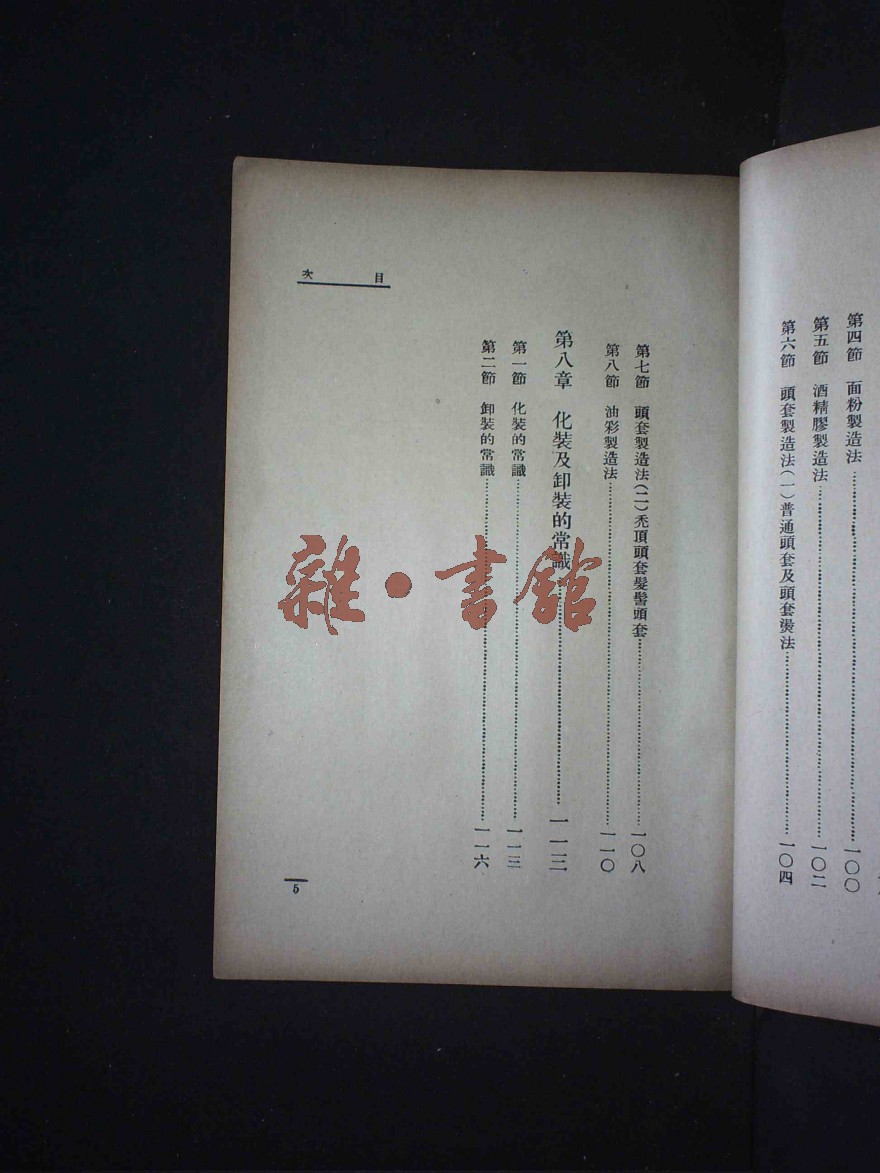 第四節　面粉製造法……一〇〇
第五節　酒精膠製造法……一〇二
第六節　頭套製造法(一)普通頭套及頭套燙法……一〇四
目次
第七節　頭套製造法(二)禿頂頭套髮髻頭套……一〇八
第八節　油彩製造法……一一〇
第八章　化裝及卸裝的常識……一一三
第一節　化裝的常識……一一三
第二節　卸裝的常識……一一六
5
雜·書館